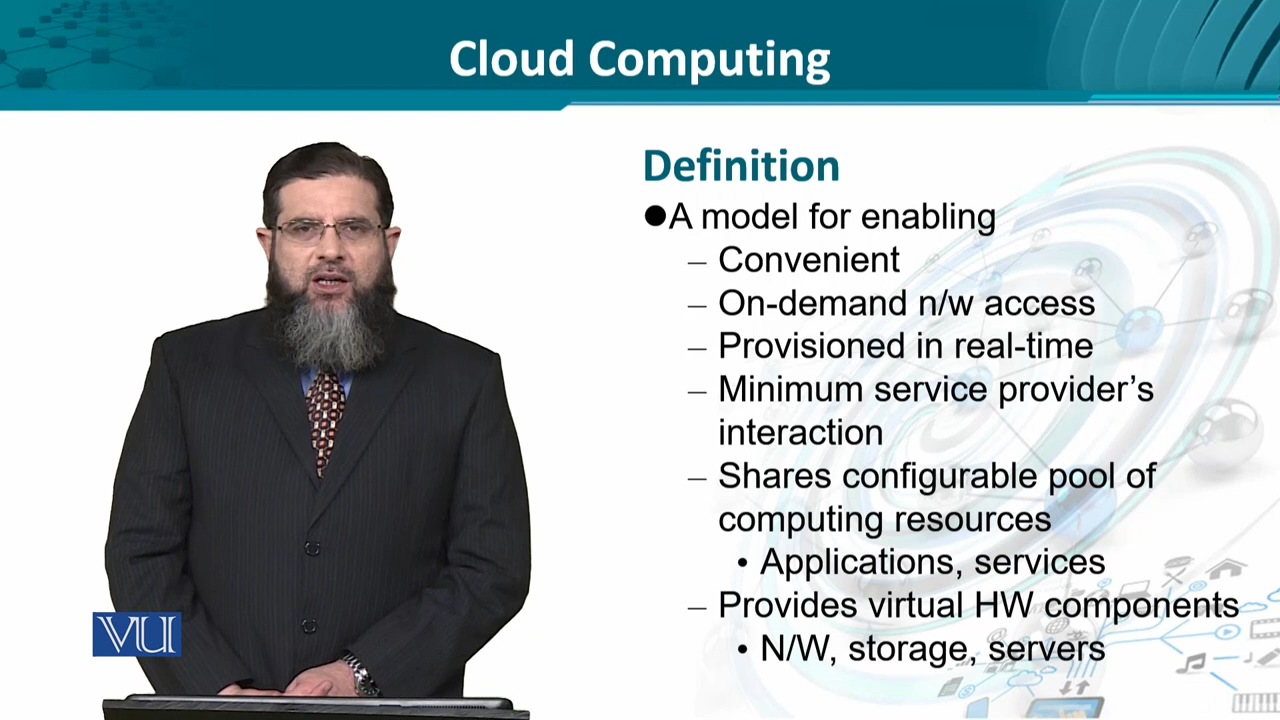 Cloud Computing
Definition
●A model for enabling
– Convenient
– On-demand n/w access
– Provisioned in real-time
– Minimum service provider’s
interaction
– Shares configurable pool of
computing resources
• Applications, services
– Provides virtual HW components
• N/W, storage, servers
VU